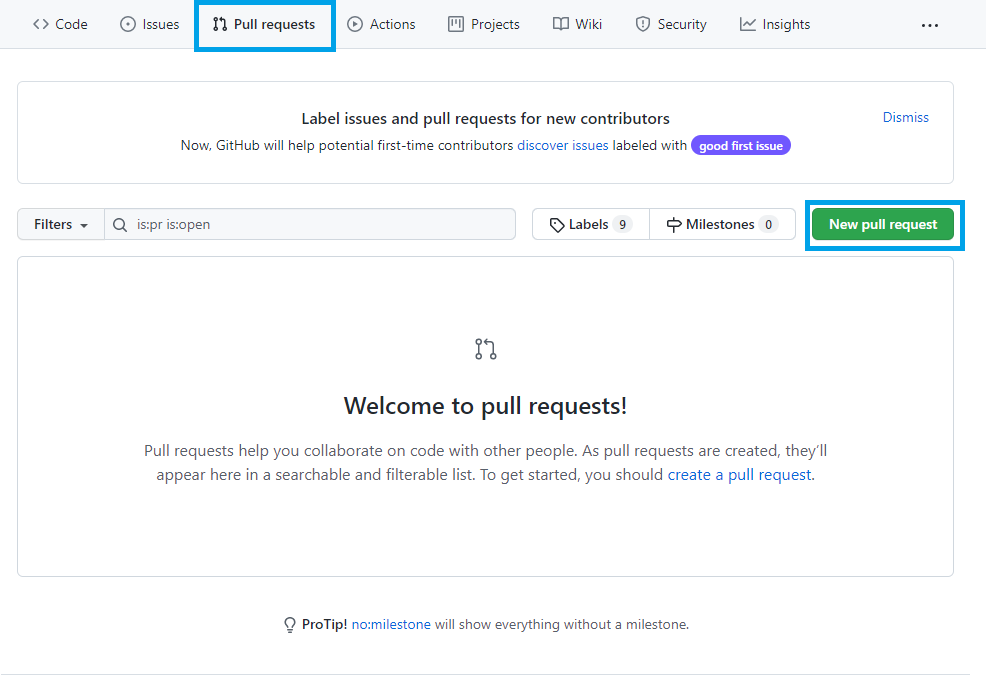 Code Issues Pull requests Actions Projects Wiki Security Insights ...
Label issues and pull requests for new contributors
Dismiss
Now, GitHub will help potential first-time contributors discover issues labeled with good first issue
Filters is:pr is:open Labels 9 Milestones 0 New pull request
Welcome to pull requests!
Pull requests help you collaborate on code with other people. As pull requests are created, they’ll
appear here in a searchable and filterable list. To get started, you should create a pull request.
ProTip! no:milestone will show everything without a milestone.